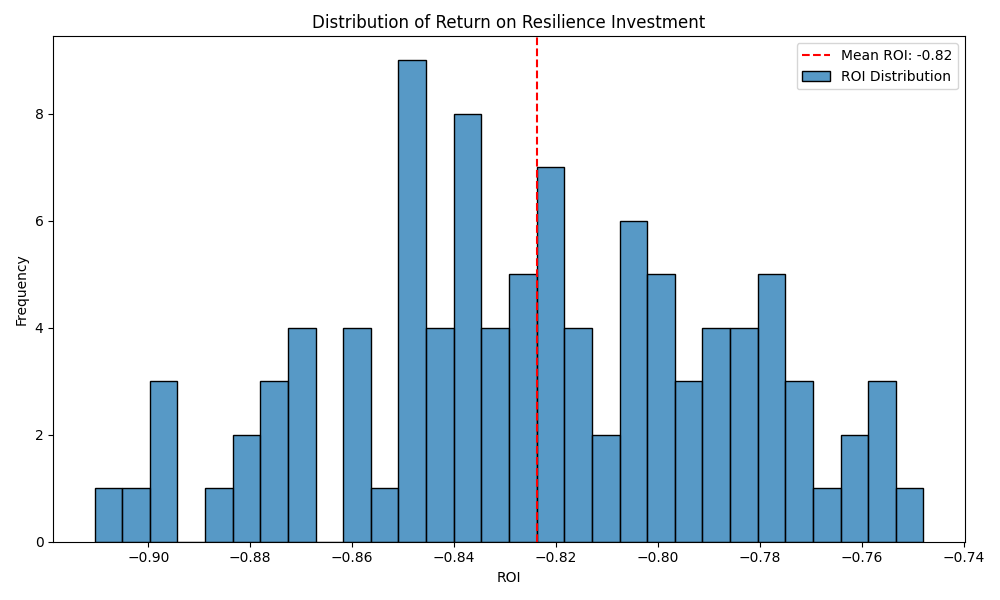 Distribution of Return on Resilience Investment
Mean ROI: -0.82
ROI Distribution
Frequency
8
6
4
2
0
−0.90
−0.88
−0.86
−0.84
−0.82
−0.80
−0.78
−0.76
−0.74
ROI